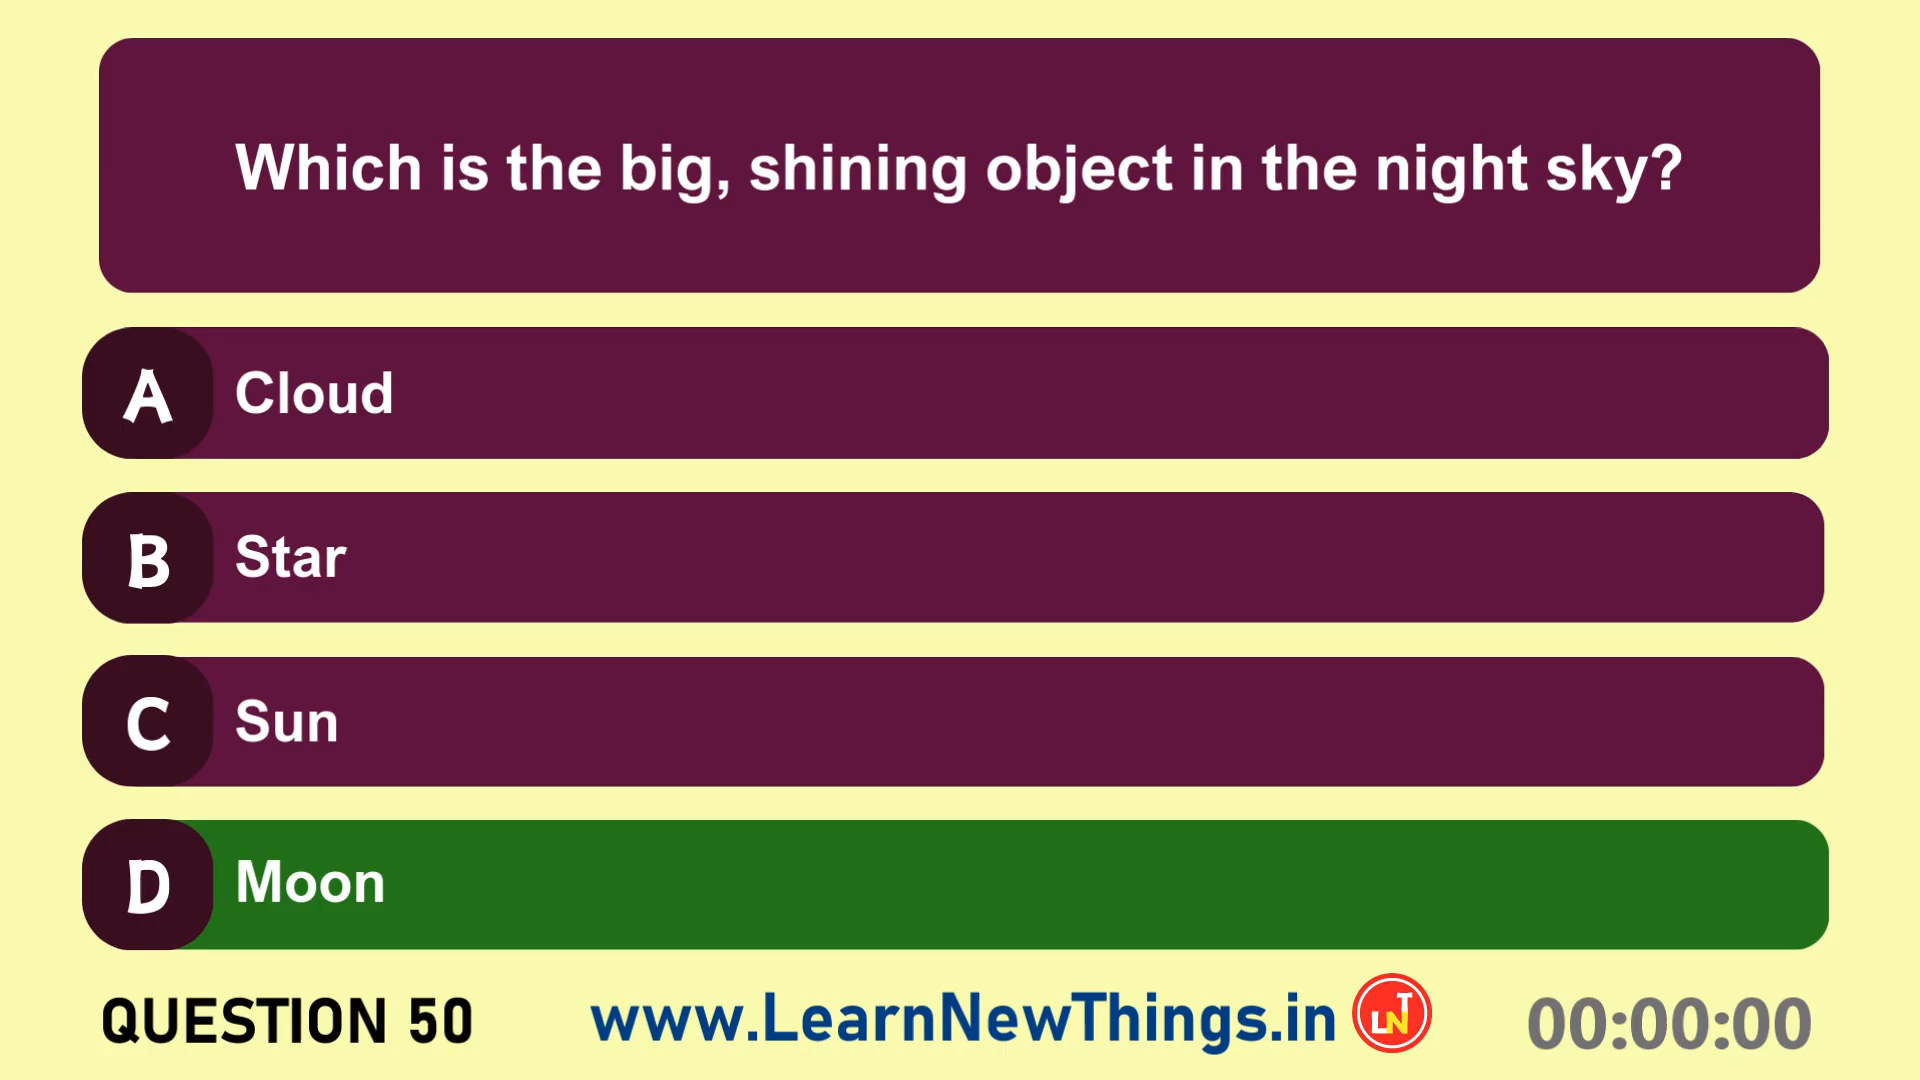 Which is the big, shining object in the night sky?
A Cloud
B Star
C Sun
D Moon
QUESTION 50 www.LearnNewThings.in LNT 00:00:00